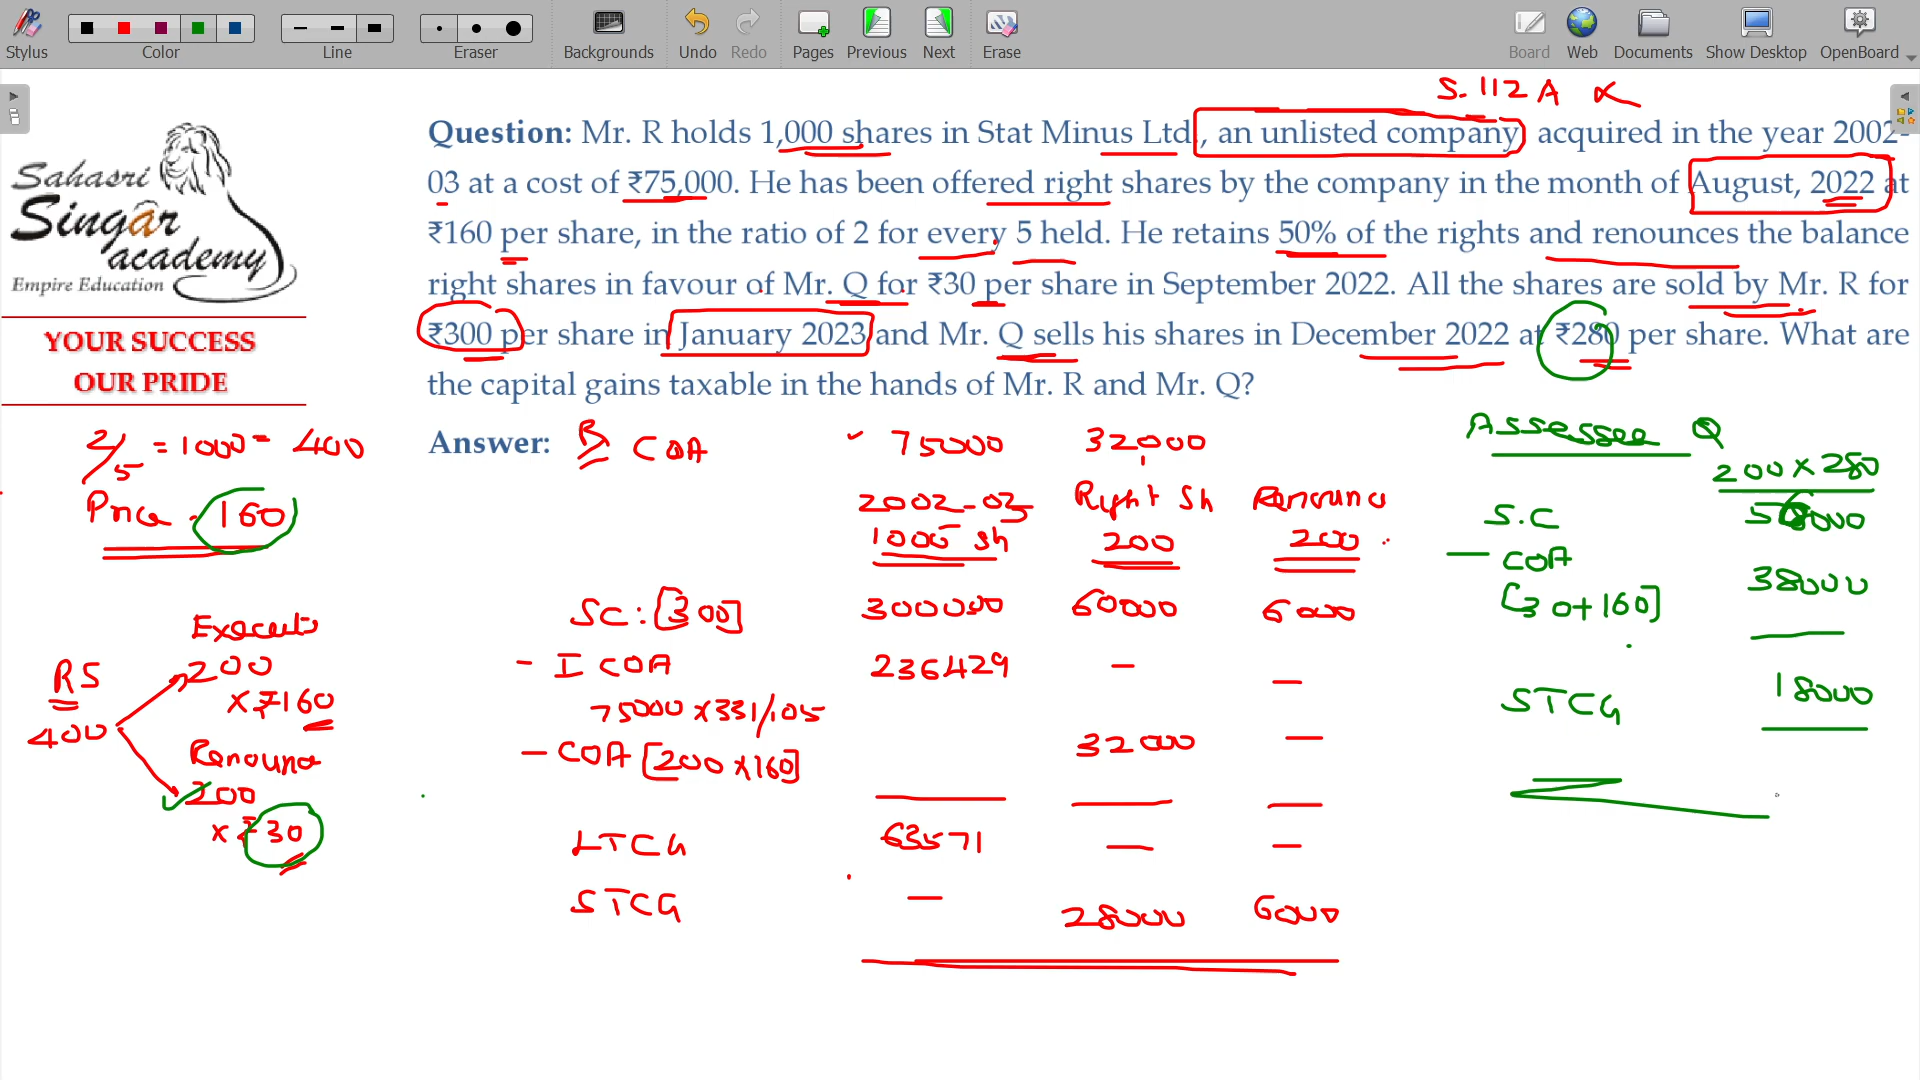 Stylus
Color
Line
Eraser
Backgrounds
Undo
Redo
Pages
Previous
Next
Erase
Board
Web
Documents
Show Desktop
OpenBoard
S. 112 A
Sahasri
Singar
academy
Empire Education
YOUR SUCCESS
OUR PRIDE
Question: Mr. R holds 1,000 shares in Stat Minus Ltd., an unlisted company acquired in the year 2002-
03 at a cost of ₹75,000. He has been offered right shares by the company in the month of August, 2022 at
₹160 per share, in the ratio of 2 for every 5 held. He retains 50% of the rights and renounces the balance
right shares in favour of Mr. Q for ₹30 per share in September 2022. All the shares are sold by Mr. R for
₹300 per share in January 2023 and Mr. Q sells his shares in December 2022 at ₹280 per share. What are
the capital gains taxable in the hands of Mr. R and Mr. Q?
Answer: R COA 75000 32,000
2002-03 Right Sh Renounce
1000 Sh 200 200
SC: [300] 300000 60000 6000
- I COA 236429 — —
75000 x 331/105
- COA [200 x 160] 32000 —
LTCG 63571 — —
STCG — 28000 6000
2/5 = 1000 = 400
Price - 160
RS
400
Execute
200
x ₹160
Renounce
200
x ₹30
Assessee Q
200 x 280
S.C 56000
— COA 38000
[30+160]
STCG 18000